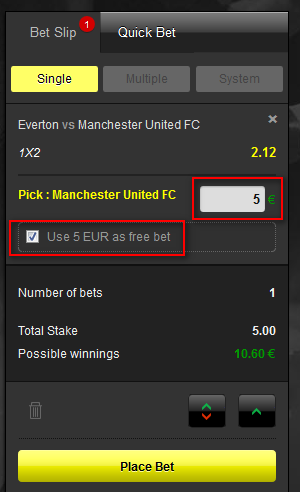 Bet Slip 1 Quick Bet
Single Multiple System
Everton vs Manchester United FC
1X2 2.12
Pick : Manchester United FC 5 €
Use 5 EUR as free bet
Number of bets 1
Total Stake 5.00
Possible winnings 10.60 €
Place Bet